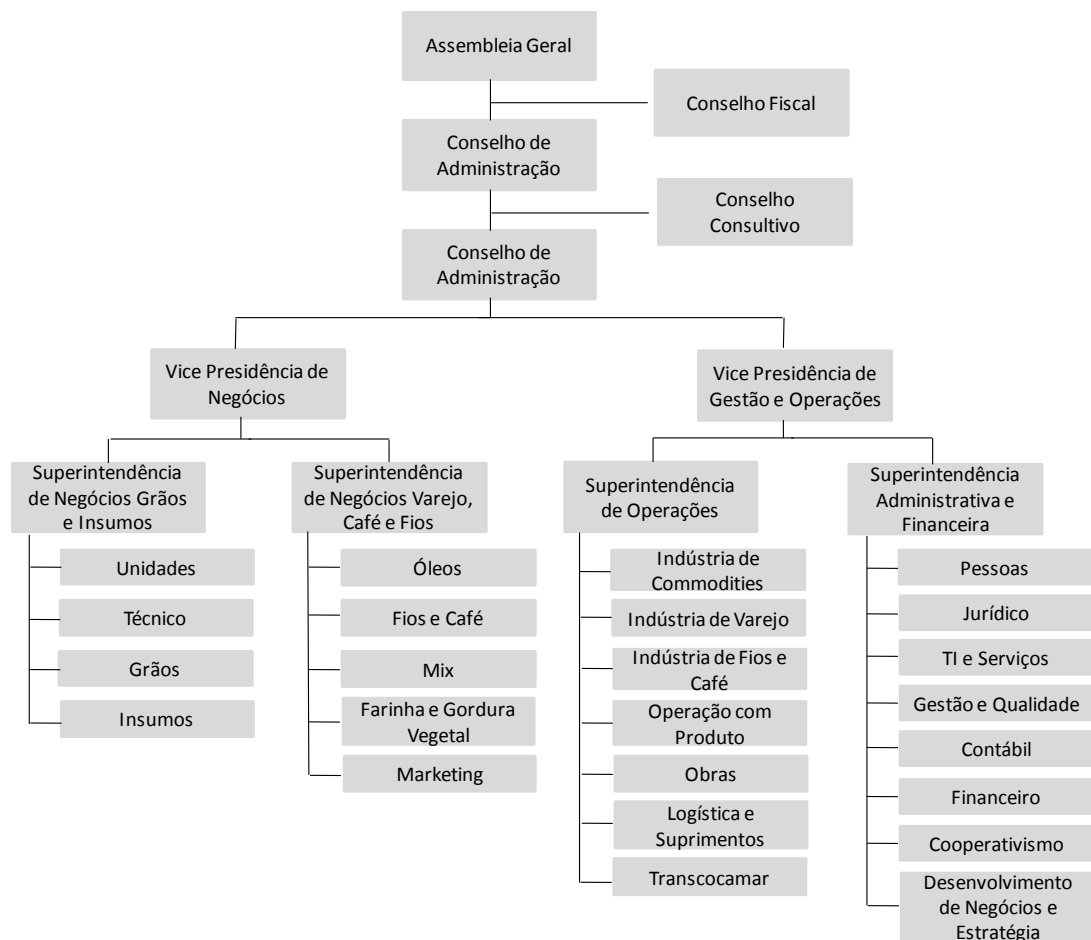 Assembleia Geral
Conselho Fiscal
Conselho de
Administração
Conselho
Consultivo
Conselho de
Administração
Vice Presidência de
Negócios
Vice Presidência de
Gestão e Operações
Superintendência
de Negócios Grãos
e Insumos
Unidades
Técnico
Grãos
Insumos
Superintendência
de Negócios Varejo,
Café e Fios
Óleos
Fios e Café
Mix
Farinha e Gordura
Vegetal
Marketing
Superintendência
de Operações
Indústria de
Commodities
Indústria de Varejo
Indústria de Fios e
Café
Operação com
Produto
Obras
Logística e
Suprimentos
Transcocamar
Superintendência
Administrativa e
Financeira
Pessoas
Jurídico
TI e Serviços
Gestão e Qualidade
Contábil
Financeiro
Cooperativismo
Desenvolvimento
de Negócios e
Estratégia